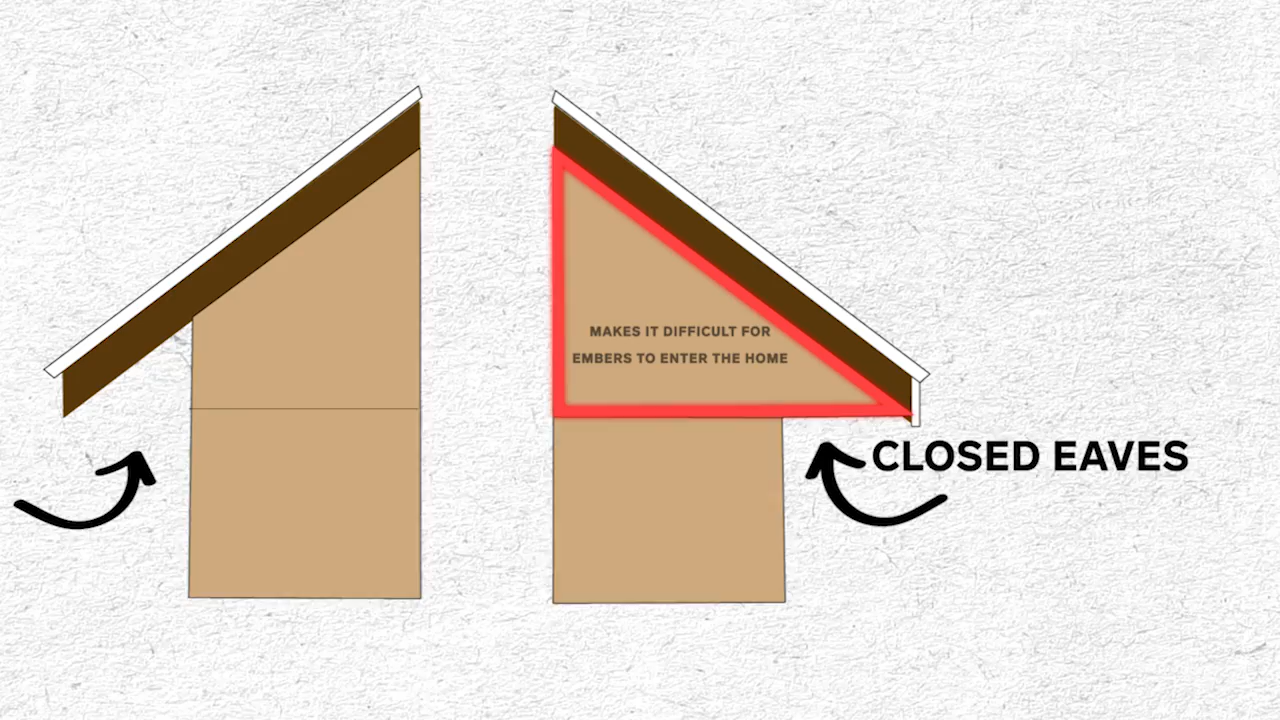 MAKES IT DIFFICULT FOR
EMBERS TO ENTER THE HOME
CLOSED EAVES